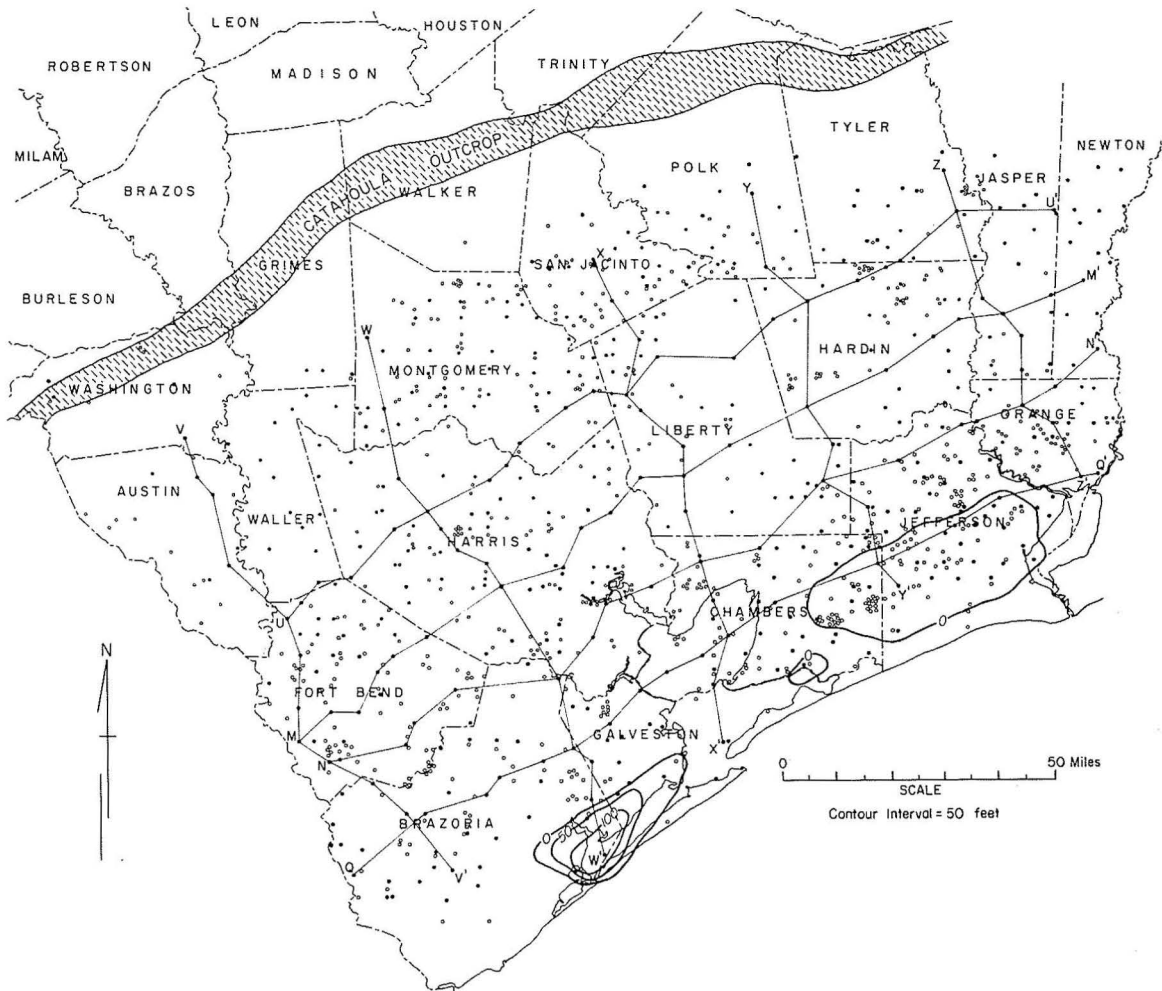 LEON
HOUSTON
ROBERTSON
MADISON
TRINITY
TYLER
NEWTON
MILAM
BRAZOS
POLK
Z
JASPER
CATAHOULA OUTCROP
WALKER
Y
U'
GRIMES
X
SAN JACINTO
M'
BURLESON
W
HARDIN
N'
WASHINGTON
MONTGOMERY
V
LIBERTY
ORANGE
Q'
Z'
AUSTIN
WALLER
JEFFERSON
HARRIS
Y'
U
CHAMBERS
0
0
N
FORT BEND
M
GALVESTON
X'
N
0
50 Miles
SCALE
Contour Interval = 50 feet
BRAZORIA
0
50
100
W'
Q
V'